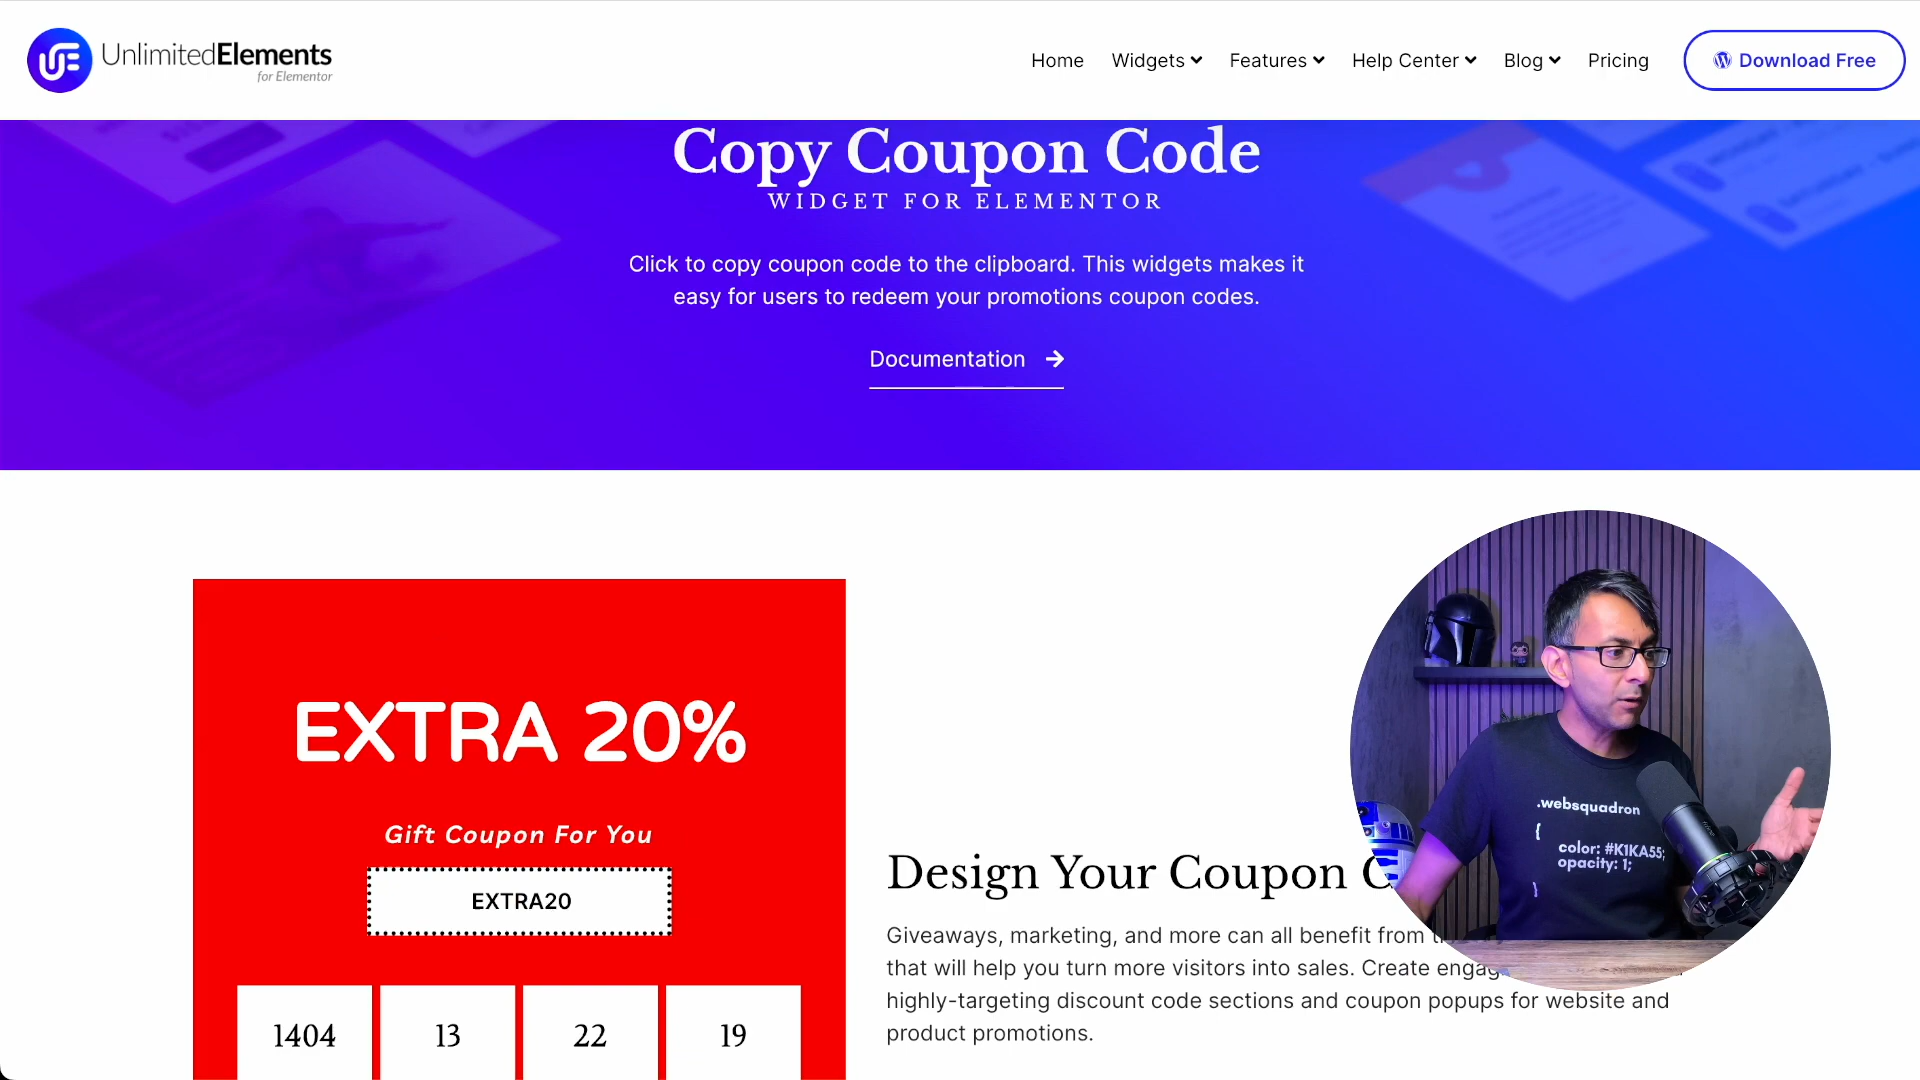 UnlimitedElements
for Elementor
Home Widgets Features Help Center Blog Pricing Download Free
Copy Coupon Code
WIDGET FOR ELEMENTOR
Click to copy coupon code to the clipboard. This widgets makes it
easy for users to redeem your promotions coupon codes.
Documentation
EXTRA 20%
Gift Coupon For You
EXTRA20
1404 13 22 19
Design Your Coupon
Giveaways, marketing, and more can all benefit from
that will help you turn more visitors into sales. Create
highly-targeting discount code sections and coupon popups for website and
product promotions.
.websquadron
{
color: #K1KA55;
opacity: 1;
}